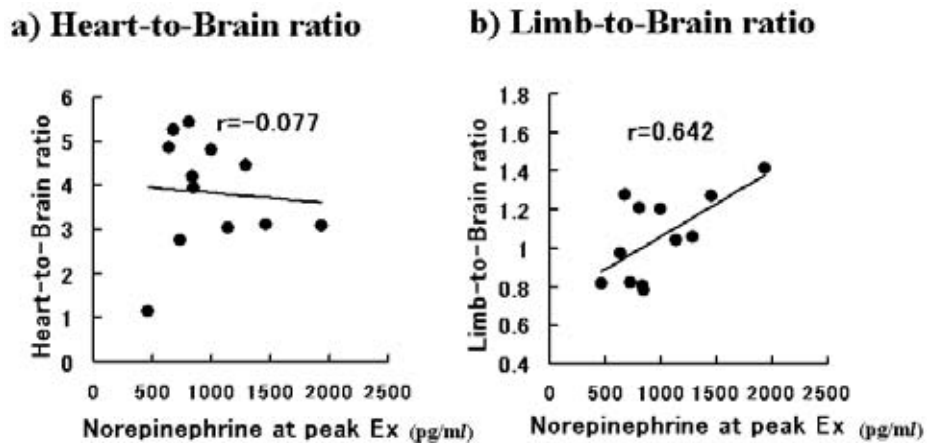 a) Heart-to-Brain ratio
b) Limb-to-Brain ratio
Heart-to-Brain ratio
6
5
4
3
2
1
0
r=-0.077
0 500 1000 1500 2000 2500
Norepinephrine at peak Ex (pg/ml)
Limb-to-Brain ratio
1.8
1.6
1.4
1.2
1
0.8
0.6
0.4
r=0.642
0 500 1000 1500 2000 2500
Norepinephrine at peak Ex (pg/ml)